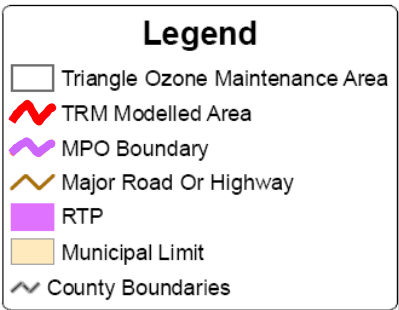 Legend
Triangle Ozone Maintenance Area
TRM Modelled Area
MPO Boundary
Major Road Or Highway
RTP
Municipal Limit
County Boundaries